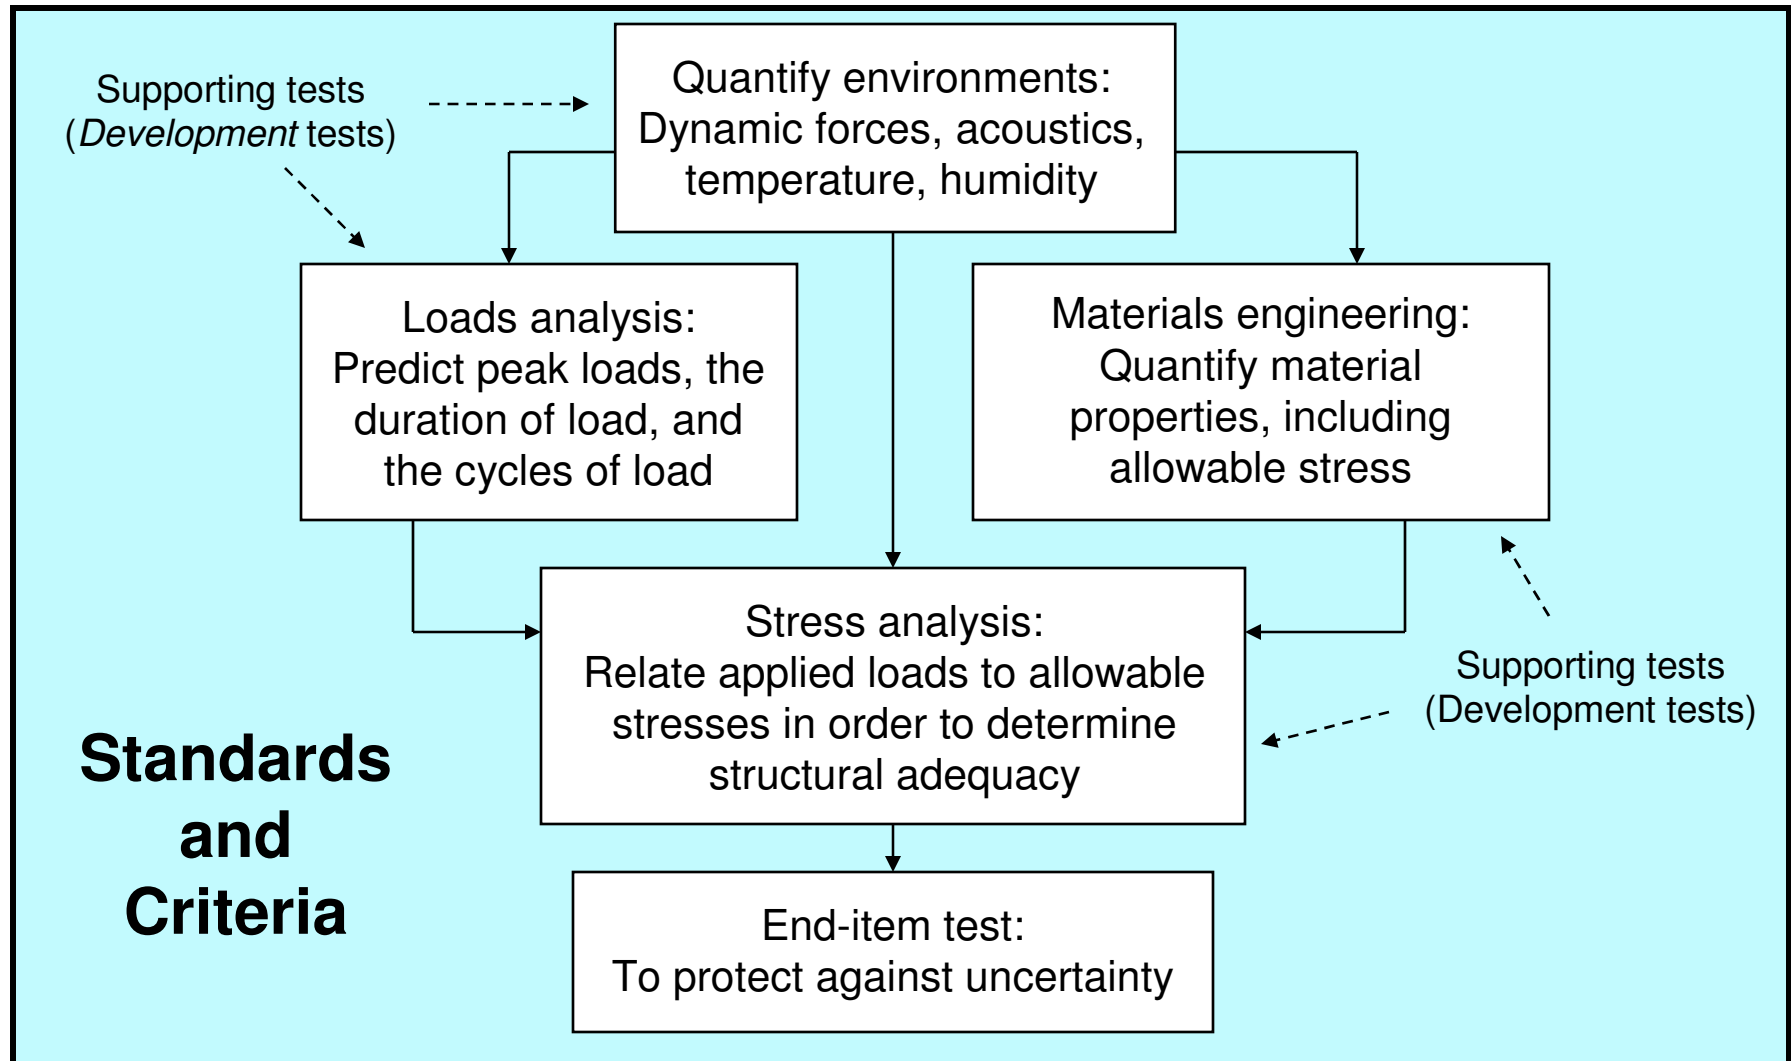 Supporting tests
(Development tests)
Quantify environments:
Dynamic forces, acoustics,
temperature, humidity
Loads analysis:
Predict peak loads, the
duration of load, and
the cycles of load
Materials engineering:
Quantify material
properties, including
allowable stress
Stress analysis:
Relate applied loads to allowable
stresses in order to determine
structural adequacy
Supporting tests
(Development tests)
Standards
and
Criteria
End-item test:
To protect against uncertainty